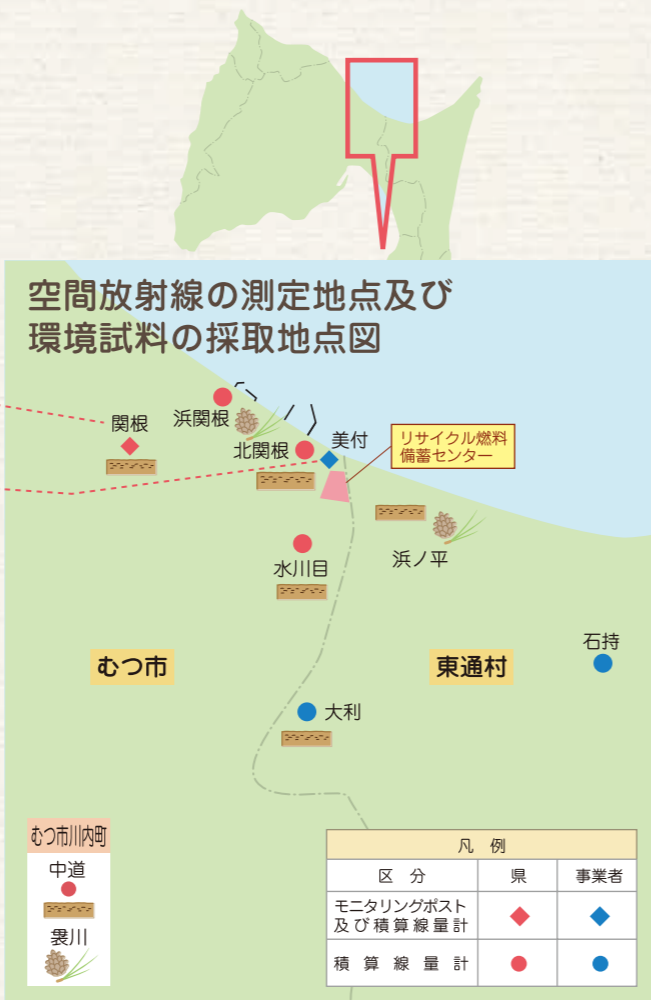 空間放射線の測定地点及び
環境試料の採取地点図
関根
浜関根
北関根
美付
リサイクル燃料
備蓄センター
水川目
浜ノ平
むつ市
東通村
石持
大利
むつ市川内町
中道
袰川
凡 例
区 分
県
事業者
モニタリングポスト
及び積算線量計
積 算 線 量 計